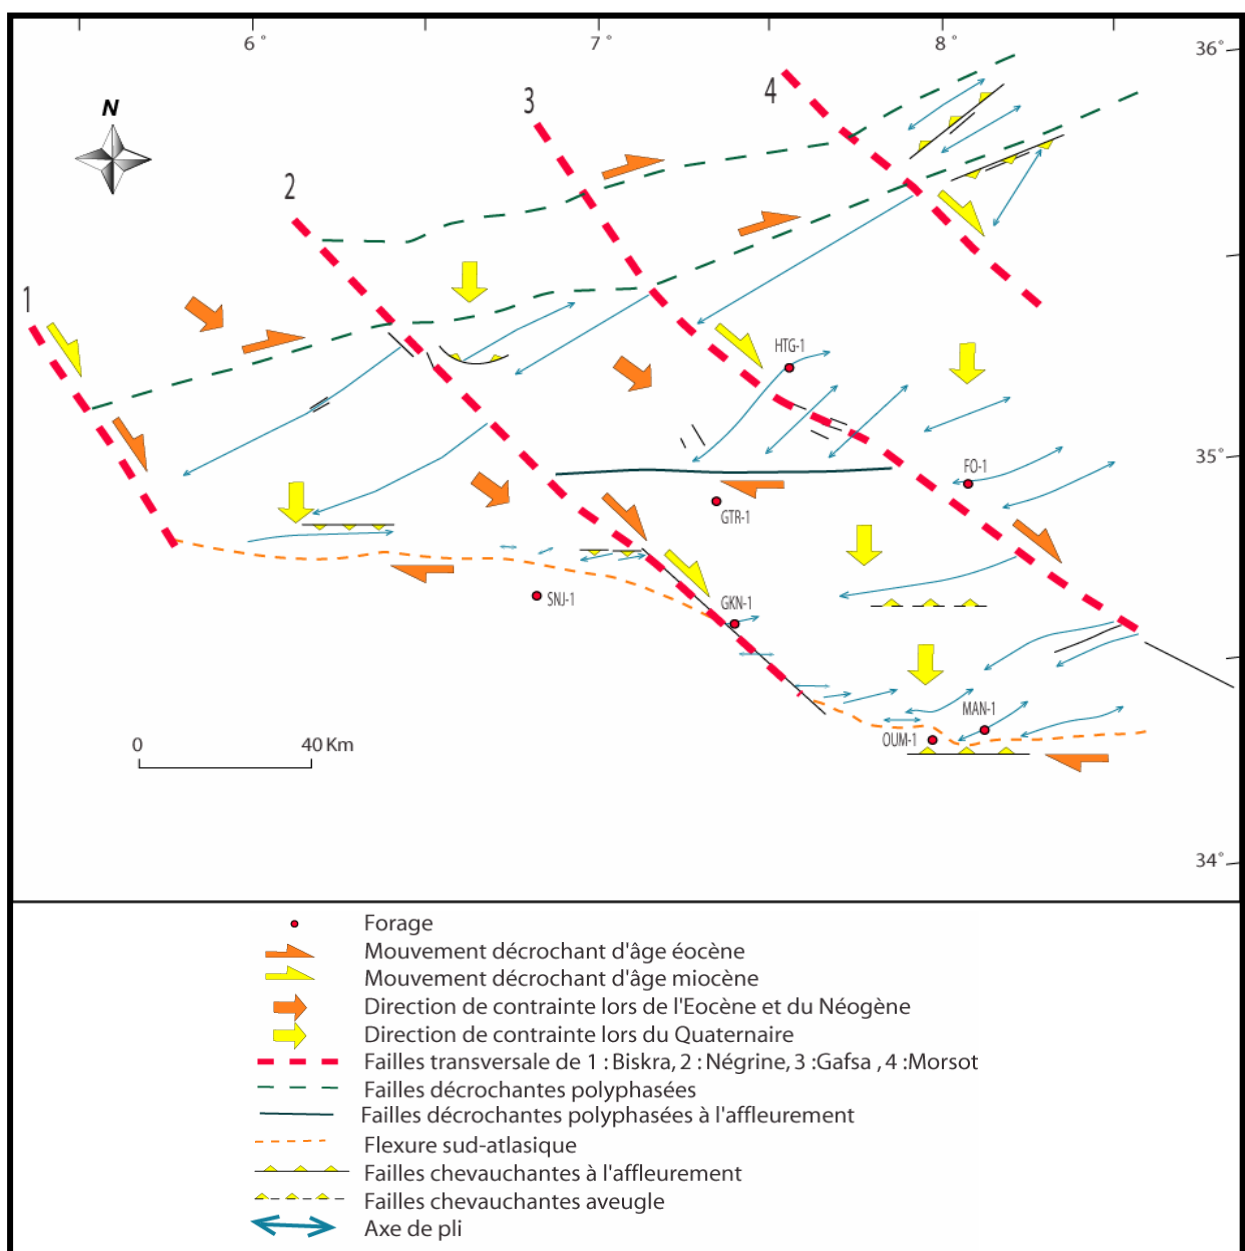 6°
7°
8°
36°
N
1
2
3
4
HTG-1
35°
FO-1
GTR-1
SNJ-1
GKN-1
MAN-1
OUM-1
0
40 Km
34°
Forage
Mouvement décrochant d'âge éocène
Mouvement décrochant d'âge miocène
Direction de contrainte lors de l'Eocène et du Néogène
Direction de contrainte lors du Quaternaire
Failles transversale de 1 : Biskra, 2 : Négrine, 3 :Gafsa , 4 :Morsot
Failles décrochantes polyphasées
Failles décrochantes polyphasées à l'affleurement
Flexure sud-atlasique
Failles chevauchantes à l'affleurement
Failles chevauchantes aveugle
Axe de pli